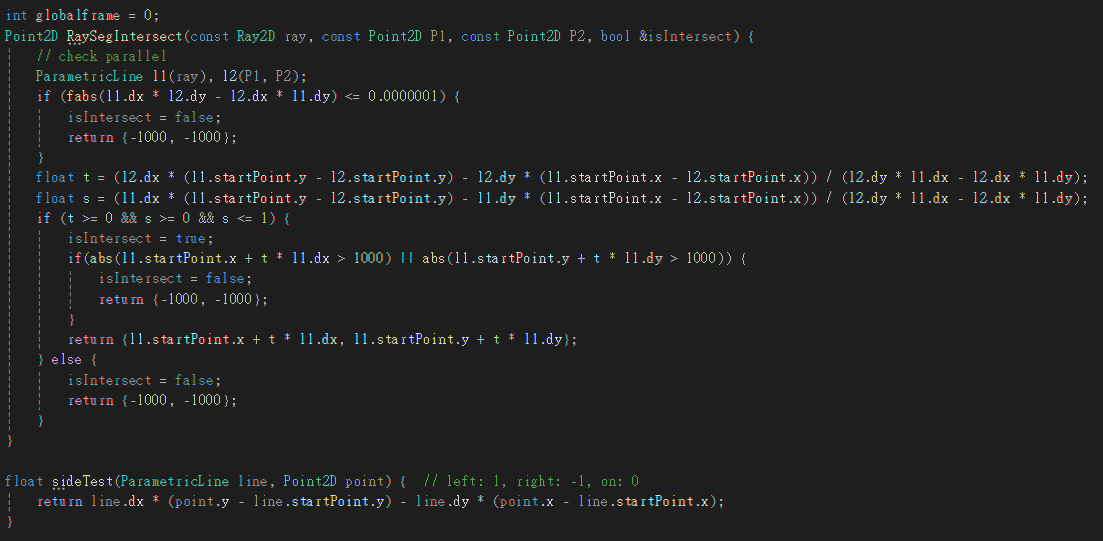 int globalframe = 0;
Point2D RaySegIntersect(const Ray2D ray, const Point2D P1, const Point2D P2, bool &isIntersect) {
    // check parallel
    ParametricLine l1(ray), l2(P1, P2);
    if (fabs(l1.dx * l2.dy - l2.dx * l1.dy) <= 0.0000001) {
        isIntersect = false;
        return {-1000, -1000};
    }
    float t = (l2.dx * (l1.startPoint.y - l2.startPoint.y) - l2.dy * (l1.startPoint.x - l2.startPoint.x)) / (l2.dy * l1.dx - l2.dx * l1.dy);
    float s = (l1.dx * (l1.startPoint.y - l2.startPoint.y) - l1.dy * (l1.startPoint.x - l2.startPoint.x)) / (l2.dy * l1.dx - l2.dx * l1.dy);
    if (t >= 0 && s >= 0 && s <= 1) {
        isIntersect = true;
        if(abs(l1.startPoint.x + t * l1.dx > 1000) || abs(l1.startPoint.y + t * l1.dy > 1000)) {
            isIntersect = false;
            return {-1000, -1000};
        }
        return {l1.startPoint.x + t * l1.dx, l1.startPoint.y + t * l1.dy};
    } else {
        isIntersect = false;
        return {-1000, -1000};
    }
}
float sideTest(ParametricLine line, Point2D point) {  // left: 1, right: -1, on: 0
    return line.dx * (point.y - line.startPoint.y) - line.dy * (point.x - line.startPoint.x);
}